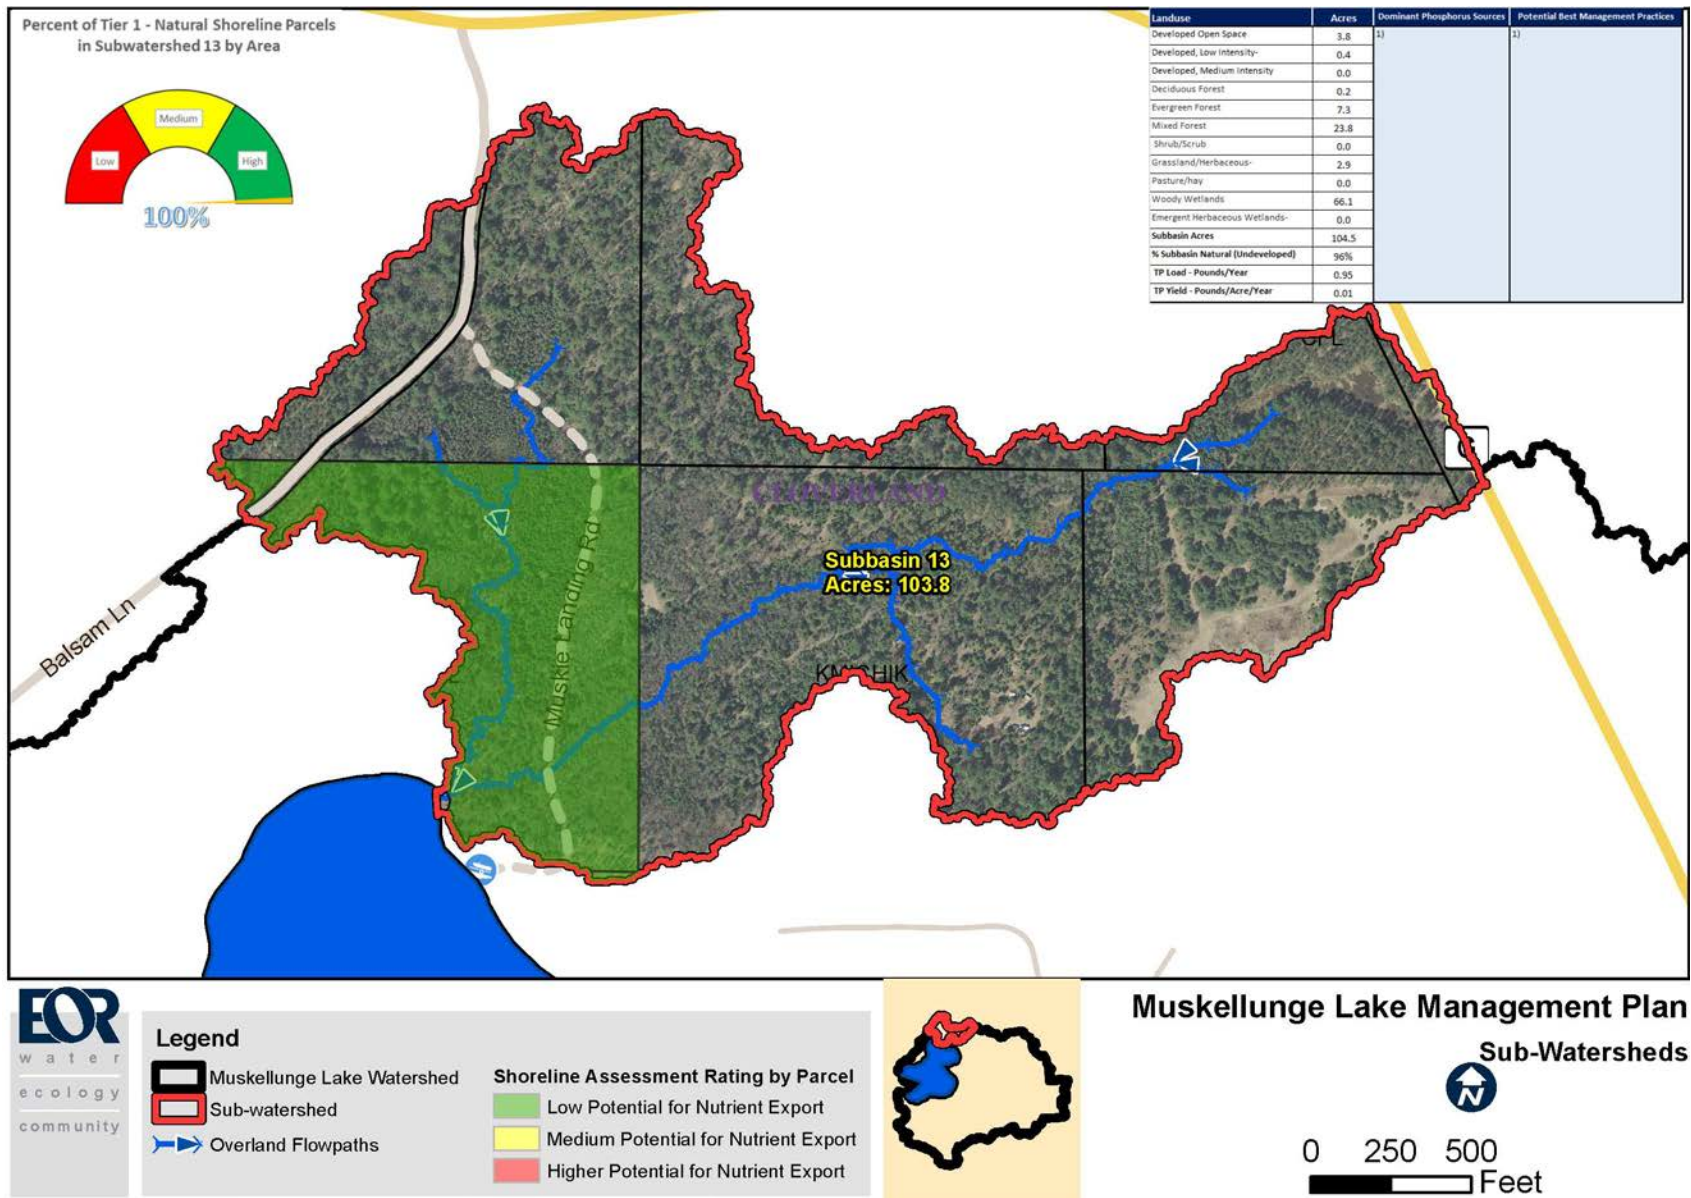 Percent of Tier 1 - Natural Shoreline Parcels
in Subwatershed 13 by Area
Low
Medium
High
100%
Landuse Acres Dominant Phosphorus Sources Potential Best Management Practices
Developed Open Space 3.8 1) 1)
Developed, Low Intensity- 0.4
Developed, Medium Intensity 0.0
Deciduous Forest 0.2
Evergreen Forest 7.3
Mixed Forest 23.8
Shrub/Scrub 0.0
Grassland/Herbaceous- 2.9
Pasture/hay 0.0
Woody Wetlands 66.1
Emergent Herbaceous Wetlands- 0.0
Subbasin Acres 104.5
% Subbasin Natural (Undeveloped) 96%
TP Load - Pounds/Year 0.95
TP Yield - Pounds/Acre/Year 0.01
CLOVERLAND
Subbasin 13
Acres: 103.8
Muskie Landing Rd
Balsam Ln
EOR
water
ecology
community
Legend
Muskellunge Lake Watershed
Sub-watershed
Overland Flowpaths
Shoreline Assessment Rating by Parcel
Low Potential for Nutrient Export
Medium Potential for Nutrient Export
Higher Potential for Nutrient Export
Muskellunge Lake Management Plan
Sub-Watersheds
N
0 250 500
Feet